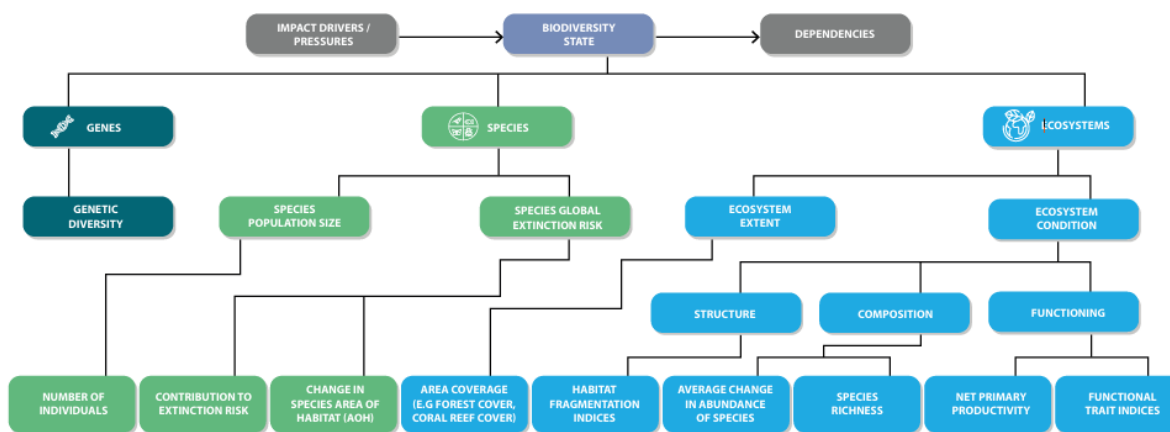 IMPACT DRIVERS /
PRESSURES
BIODIVERSITY
STATE
DEPENDENCIES
GENES
SPECIES
ECOSYSTEMS
GENETIC
DIVERSITY
SPECIES
POPULATION SIZE
SPECIES GLOBAL
EXTINCTION RISK
ECOSYSTEM
EXTENT
ECOSYSTEM
CONDITION
STRUCTURE
COMPOSITION
FUNCTIONING
NUMBER OF
INDIVIDUALS
CONTRIBUTION TO
EXTINCTION RISK
CHANGE IN
SPECIES AREA OF
HABITAT (AOH)
AREA COVERAGE
(E.G FOREST COVER,
CORAL REEF COVER)
HABITAT
FRAGMENTATION
INDICES
AVERAGE CHANGE
IN ABUNDANCE
OF SPECIES
SPECIES
RICHNESS
NET PRIMARY
PRODUCTIVITY
FUNCTIONAL
TRAIT INDICES